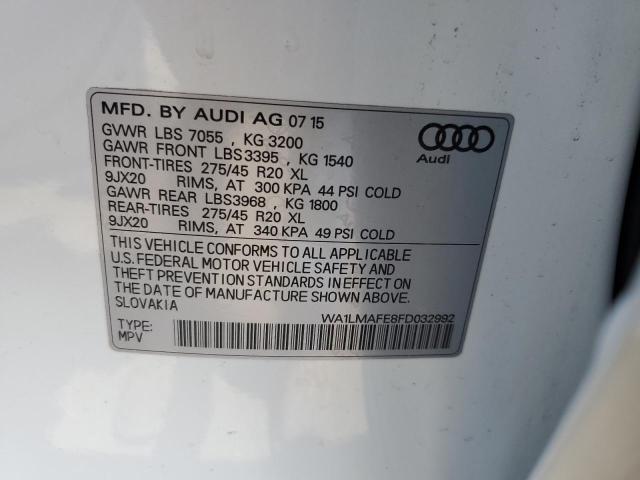 MFD. BY AUDI AG 07 15
GVWR LBS 7055 , KG 3200
GAWR FRONT LBS3395 , KG 1540
FRONT-TIRES 275/45 R20 XL
9JX20 RIMS, AT 300 KPA 44 PSI COLD
GAWR REAR LBS3968 , KG 1800
REAR-TIRES 275/45 R20 XL
9JX20 RIMS, AT 340 KPA 49 PSI COLD
Audi
THIS VEHICLE CONFORMS TO ALL APPLICABLE
U.S. FEDERAL MOTOR VEHICLE SAFETY AND
THEFT PREVENTION STANDARDS IN EFFECT ON
THE DATE OF MANUFACTURE SHOWN ABOVE.
SLOVAKIA
WA1LMAFE8FD032992
TYPE:
MPV